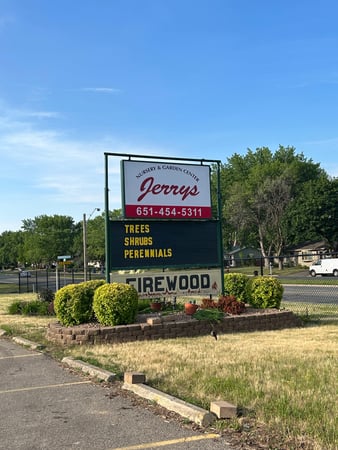 NURSERY & GARDEN CENTER
Jerrys
651-454-5311
TREES
SHRUBS
PERENNIALS
FIREWOOD